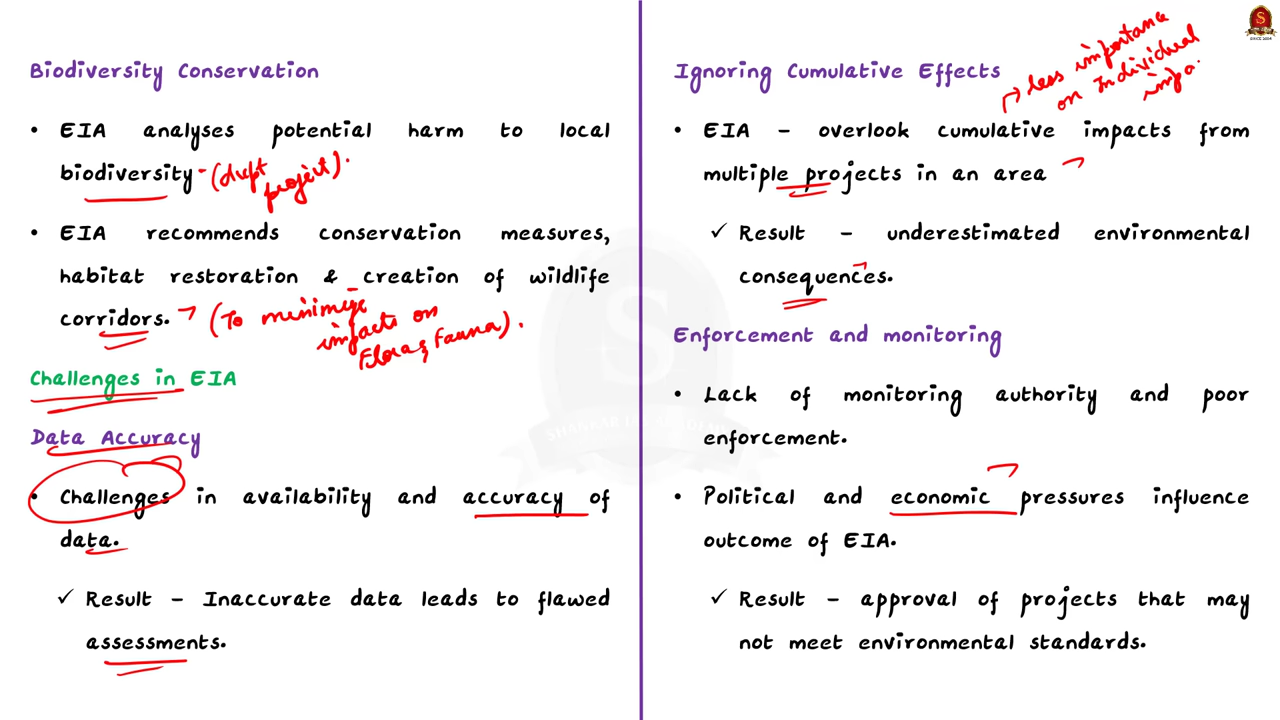 Biodiversity Conservation
• EIA analyses potential harm to local
biodiversity - (dvpt
project).
• EIA recommends conservation measures,
habitat restoration & creation of wildlife
corridors. → (To minimize
impacts on
Flora & Fauna).
Challenges in EIA
Data Accuracy
• Challenges in availability and accuracy of
data.
✓ Result – Inaccurate data leads to flawed
assessments.
Ignoring Cumulative Effects
→ less importance
on Individual
impa.
• EIA – overlook cumulative impacts from
multiple projects in an area
✓ Result – underestimated environmental
consequences.
Enforcement and monitoring
• Lack of monitoring authority and poor
enforcement.
• Political and economic pressures influence
outcome of EIA.
✓ Result – approval of projects that may
not meet environmental standards.
S